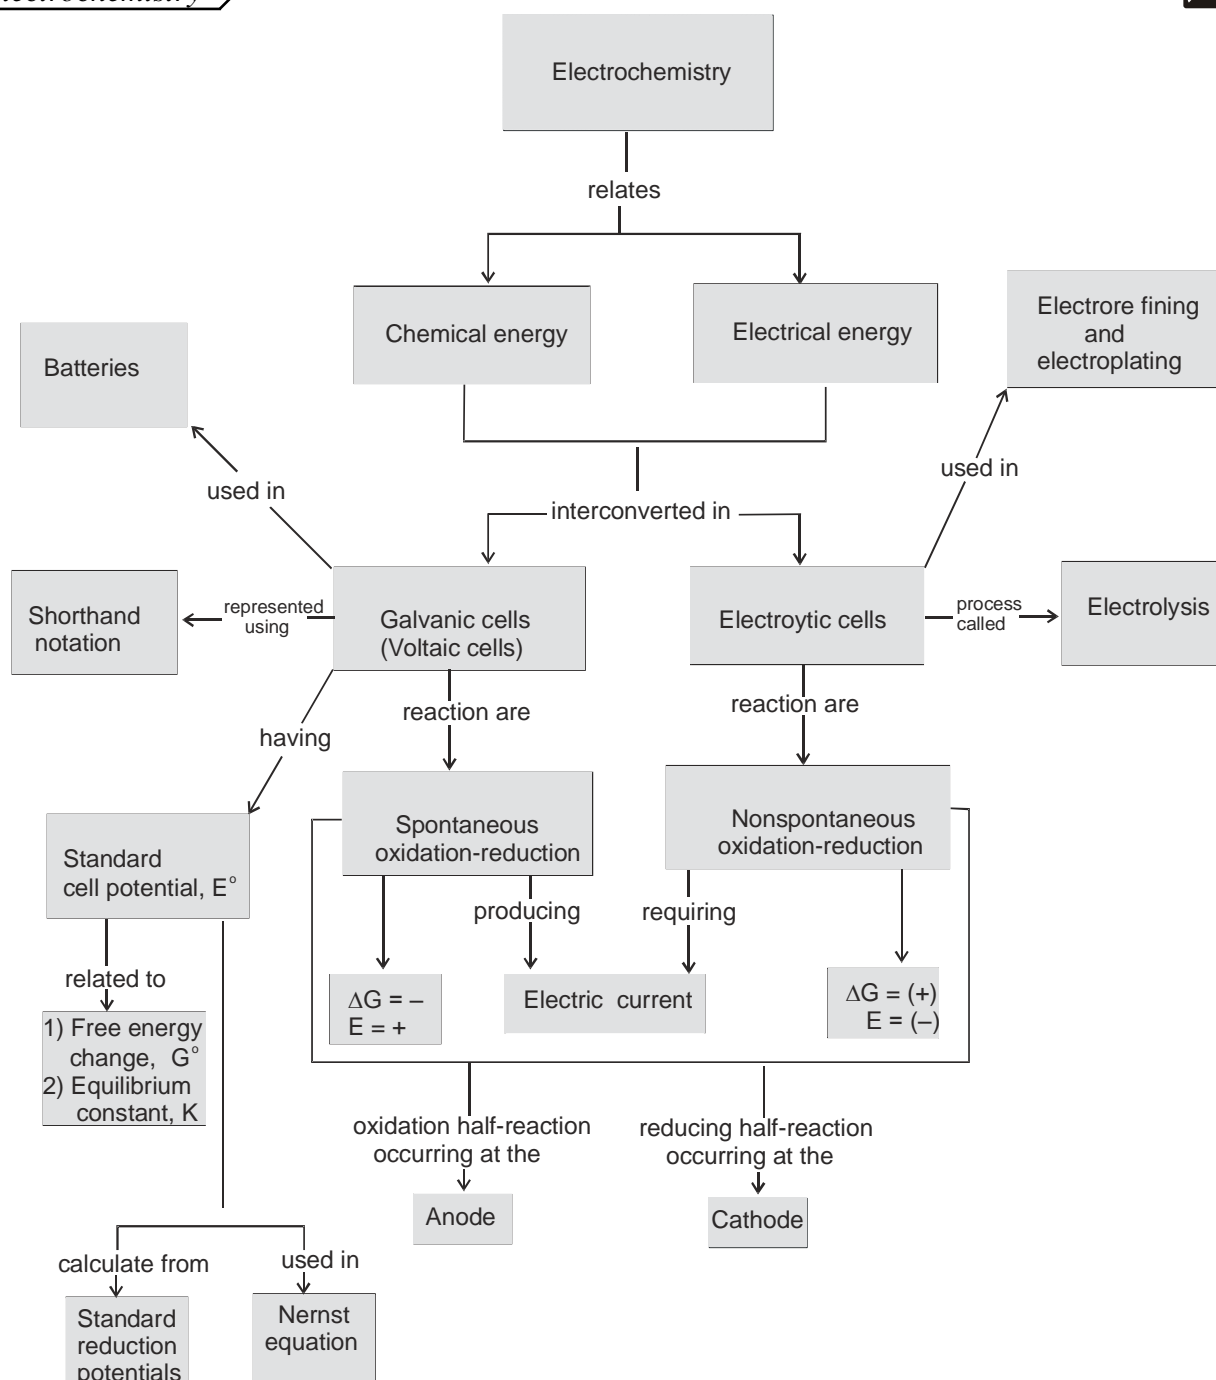 Electrochemistry
relates
Chemical energy
Electrical energy
Electrore fining
and
electroplating
Batteries
used in
used in
interconverted in
Shorthand
notation
represented
using
Galvanic cells
(Voltaic cells)
Electroytic cells
process
called
Electrolysis
reaction are
reaction are
having
Spontaneous
oxidation-reduction
Nonspontaneous
oxidation-reduction
Standard
cell potential, E°
producing
requiring
related to
ΔG = –
E = +
Electric current
ΔG = (+)
E = (–)
1) Free energy
change, G°
2) Equilibrium
constant, K
oxidation half-reaction
occurring at the
reducing half-reaction
occurring at the
Anode
Cathode
calculate from
used in
Standard
reduction
potentials
Nernst
equation